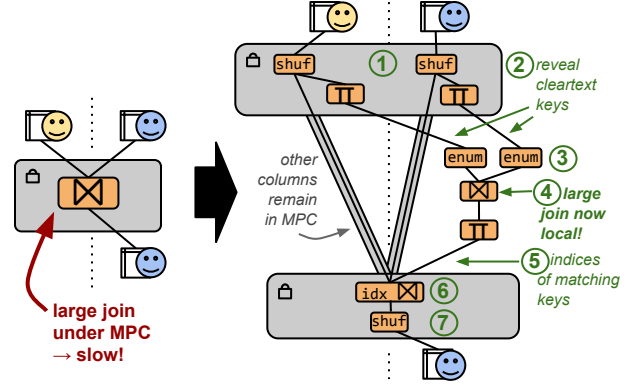 large join
under MPC
→ slow!
shuf
1
shuf
π
π
2 reveal
cleartext
keys
other
columns
remain
in MPC
enum
enum
3
⋈
4 large
join now
local!
π
5 indices
of matching
keys
idx ⋈
6
shuf
7